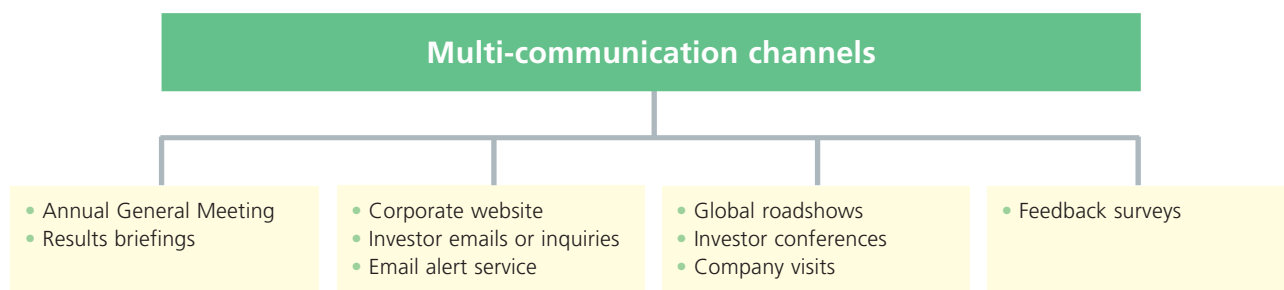 Multi-communication channels
• Annual General Meeting
• Results briefings
• Corporate website
• Investor emails or inquiries
• Email alert service
• Global roadshows
• Investor conferences
• Company visits
• Feedback surveys